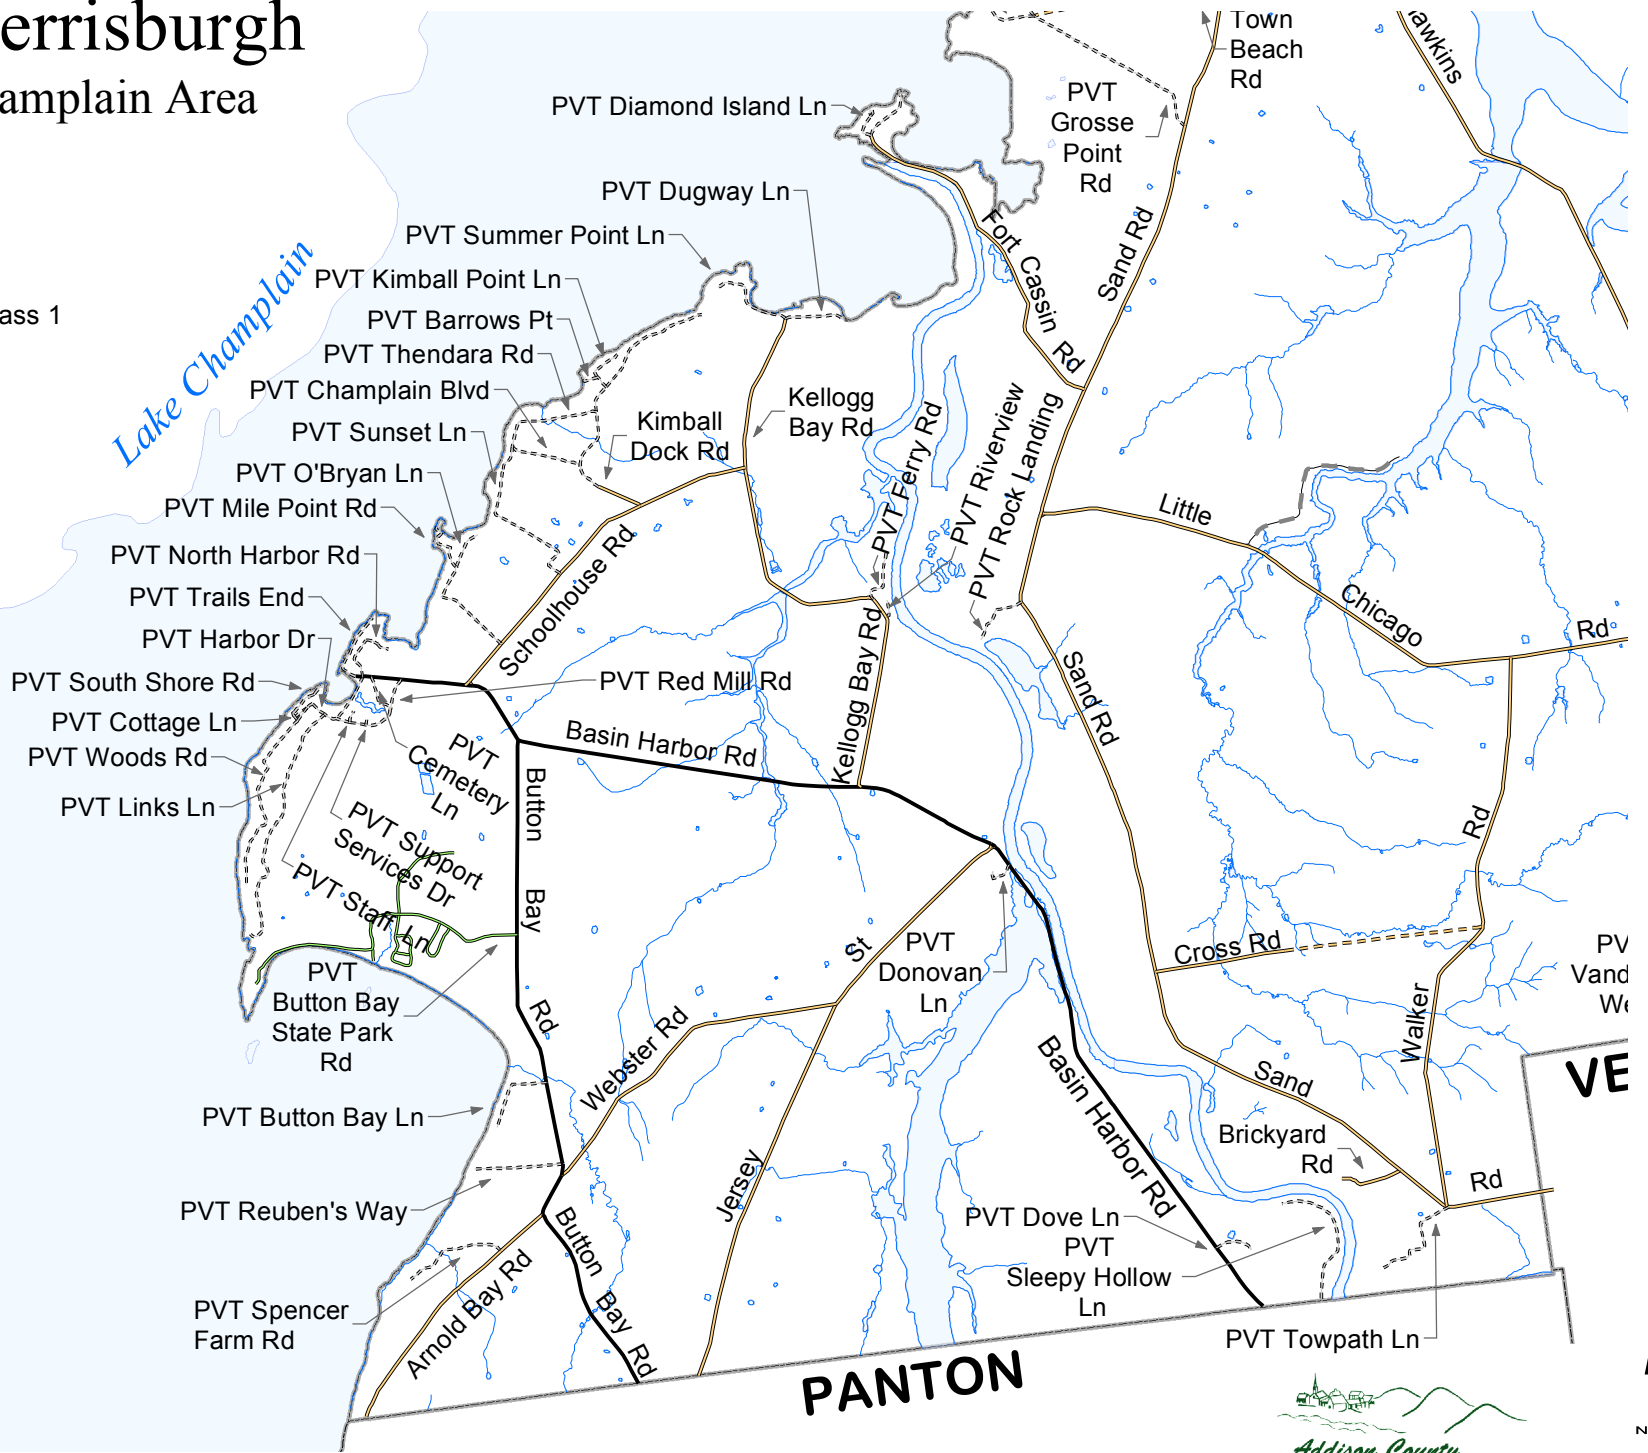 errisburgh
amplain Area
ass 1
Lake Champlain
Town
Beach
Rd
PVT
Grosse
Point
Rd
PVT Diamond Island Ln
PVT Dugway Ln
PVT Summer Point Ln
PVT Kimball Point Ln
PVT Barrows Pt
PVT Thendara Rd
PVT Champlain Blvd
PVT Sunset Ln
PVT O'Bryan Ln
PVT Mile Point Rd
PVT North Harbor Rd
PVT Trails End
PVT Harbor Dr
PVT South Shore Rd
PVT Cottage Ln
PVT Woods Rd
PVT Links Ln
Fort Cassin Rd
Sand Rd
Kellogg
Bay Rd
Kimball
Dock Rd
PVT Ferry Rd
PVT Riverview
PVT Rock Landing
Schoolhouse Rd
Little Chicago Rd
PVT Red Mill Rd
Kellogg Bay Rd
Sand Rd
Basin Harbor Rd
PVT
Cemetery
Ln
PVT Support
Services Dr
PVT Staff Ln
Button Bay Rd
PVT
Button Bay
State Park
Rd
PVT
Donovan
Ln
Cross Rd
Walker Rd
Webster Rd
Jersey St
Basin Harbor Rd
Sand Rd
Brickyard
Rd
PVT Button Bay Ln
PVT Reuben's Way
PVT Spencer
Farm Rd
Arnold Bay Rd
Button Bay Rd
PVT Dove Ln
PVT
Sleepy Hollow
Ln
PVT Towpath Ln
PV
Vand
We
VE
PANTON
Addison County